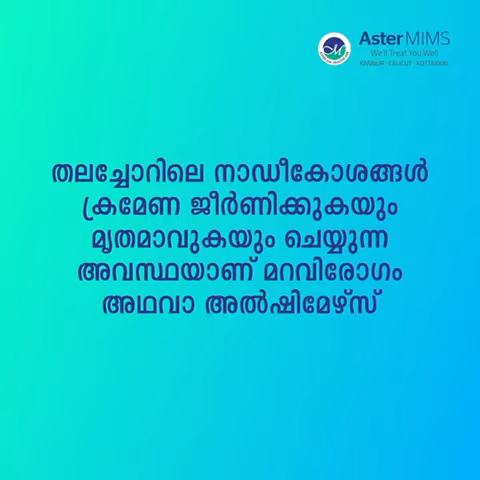 Aster MIMS
We'll Treat You Well
KANNUR · CALICUT · KOTTAKKAL
തലച്ചോറിലെ നാഡീകോശങ്ങൾ
ക്രമേണ ജീർണിക്കുകയും
മൃതമാവുകയും ചെയ്യുന്ന
അവസ്ഥയാണ് മറവിരോഗം
അഥവാ അൽഷിമേഴ്സ്